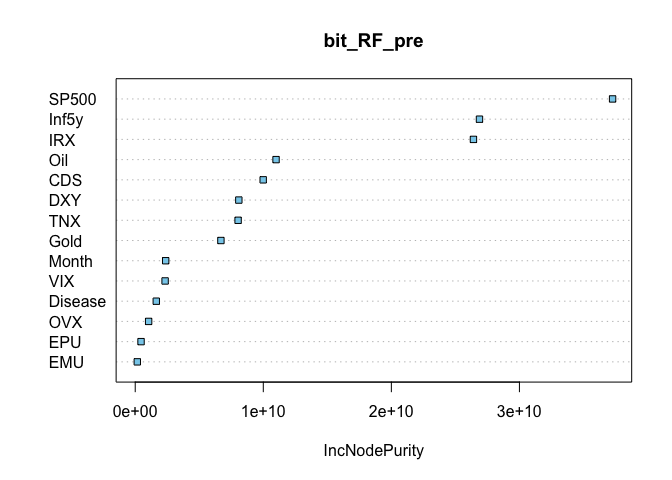 bit_RF_pre
SP500
Inf5y
IRX
Oil
CDS
DXY
TNX
Gold
Month
VIX
Disease
OVX
EPU
EMU
0e+00 1e+10 2e+10 3e+10
IncNodePurity